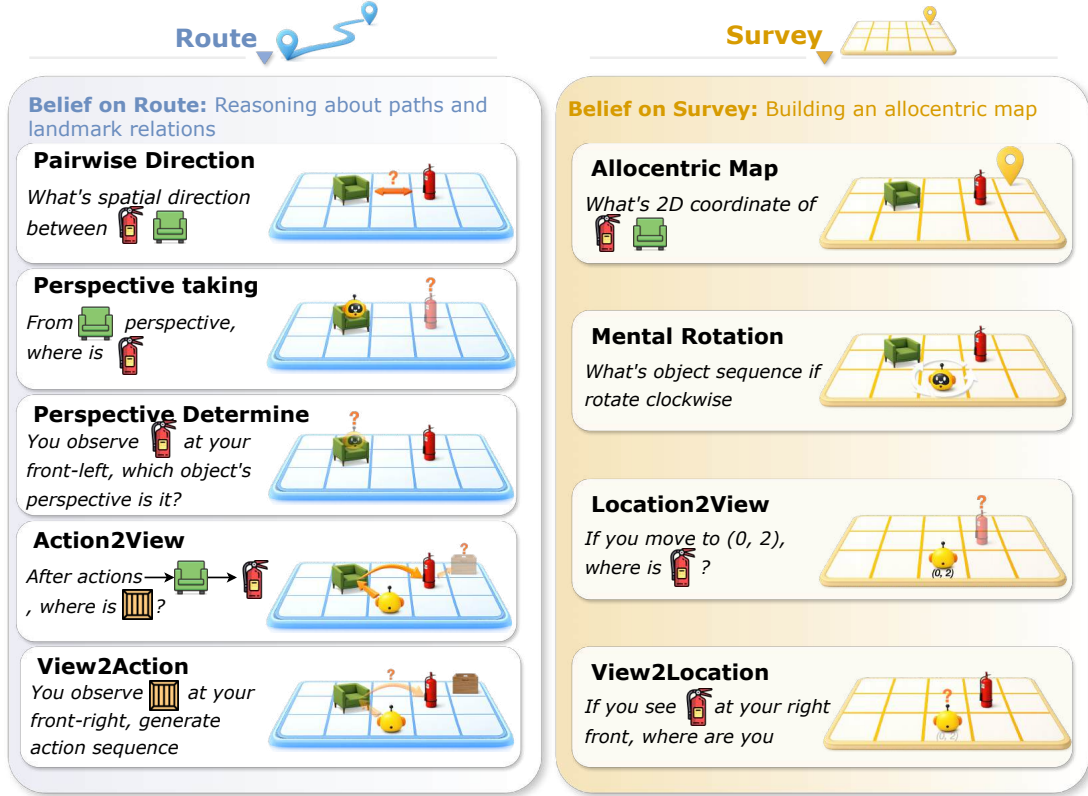 Route
Belief on Route: Reasoning about paths and
landmark relations
Pairwise Direction
What's spatial direction
between
?
Perspective taking
From perspective,
where is
?
Perspective Determine
You observe at your
front-left, which object's
perspective is it?
?
Action2View
After actions
, where is ?
?
View2Action
You observe at your
front-right, generate
action sequence
?
Survey
Belief on Survey: Building an allocentric map
Allocentric Map
What's 2D coordinate of
Mental Rotation
What's object sequence if
rotate clockwise
Location2View
If you move to (0, 2),
where is ?
?
(0, 2)
View2Location
If you see at your right
front, where are you
?
(0, 2)